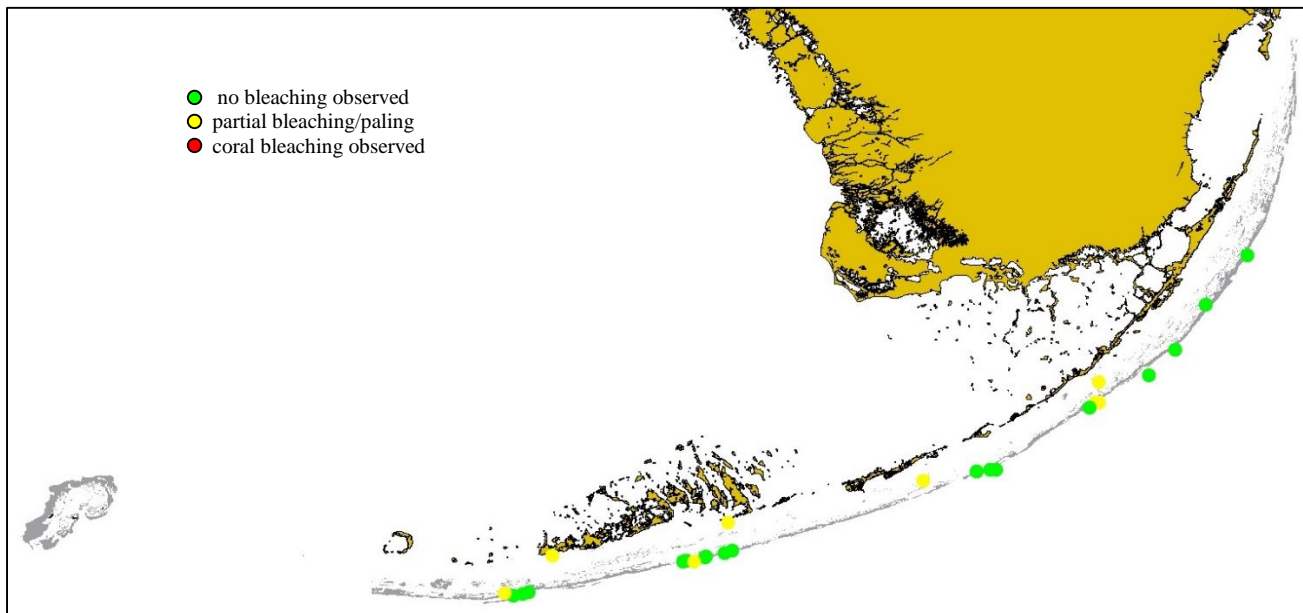 no bleaching observed
partial bleaching/paling
coral bleaching observed